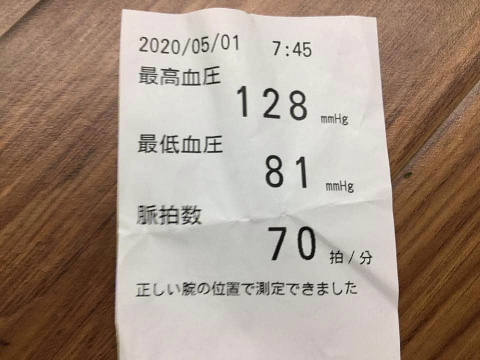 2020/05/01 7:45
最高血圧
128 mmHg
最低血圧
81 mmHg
脈拍数
70 拍/分
正しい腕の位置で測定できました